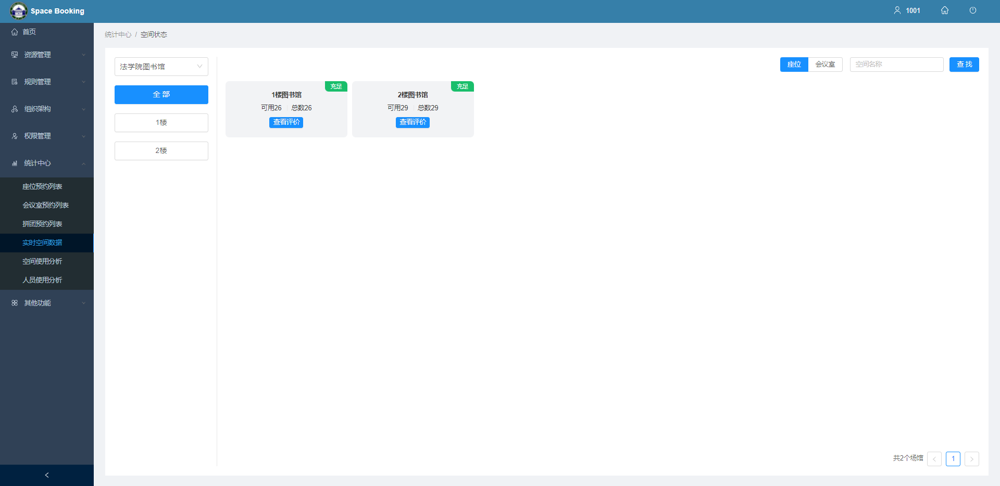 Space Booking
1001
首页
资源管理
规则管理
组织架构
权限管理
统计中心
座位预约列表
会议室预约列表
拼团预约列表
实时空间数据
空间使用分析
人员使用分析
其他功能
统计中心 / 空间状态
法学院图书馆
全 部
1楼
2楼
座位 会议室 空间名称 查 找
充足
1楼图书馆
可用26 总数26
查看评价
充足
2楼图书馆
可用29 总数29
查看评价
共2个场馆 < 1 >